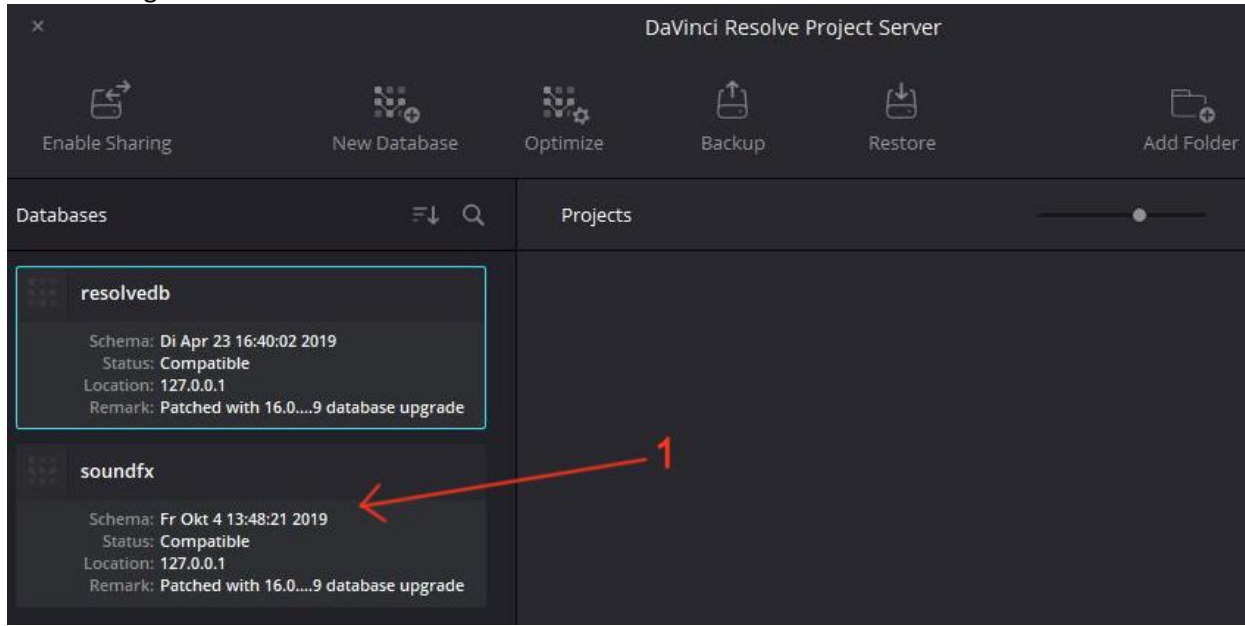 DaVinci Resolve Project Server
Enable Sharing
New Database
Optimize
Backup
Restore
Add Folder
Databases
Projects
resolvedb
Schema: Di Apr 23 16:40:02 2019
Status: Compatible
Location: 127.0.0.1
Remark: Patched with 16.0....9 database upgrade
1
soundfx
Schema: Fr Okt 4 13:48:21 2019
Status: Compatible
Location: 127.0.0.1
Remark: Patched with 16.0....9 database upgrade